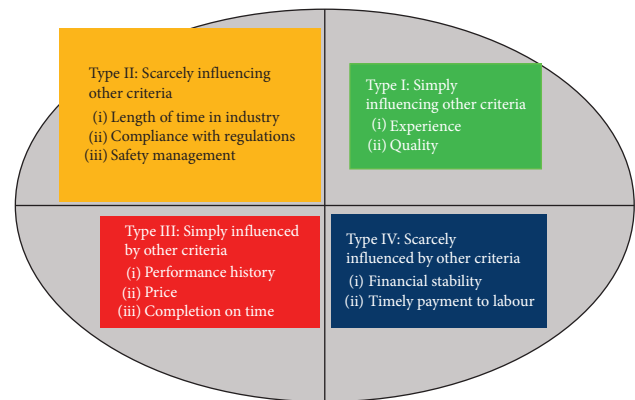 Type II: Scarcely influencing
other criteria
(i) Length of time in industry
(ii) Compliance with regulations
(iii) Safety management
Type I: Simply
influencing other criteria
(i) Experience
(ii) Quality
Type III: Simply influenced
by other criteria
(i) Performance history
(ii) Price
(iii) Completion on time
Type IV: Scarcely
influenced by other criteria
(i) Financial stability
(ii) Timely payment to labour